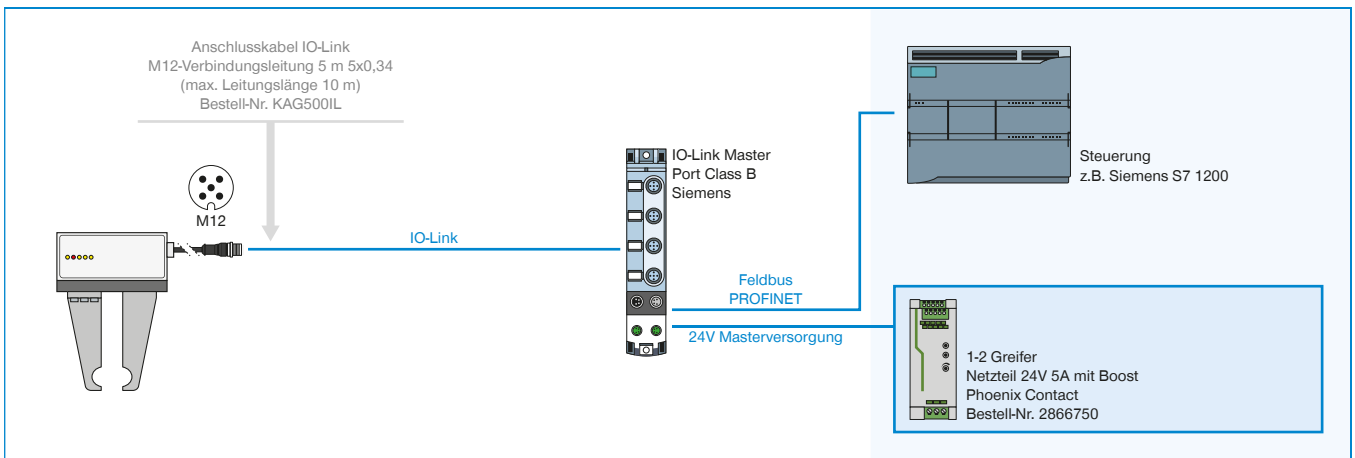 Anschlusskabel IO-Link
M12-Verbindungsleitung 5 m 5x0,34
(max. Leitungslänge 10 m)
Bestell-Nr. KAG500IL
M12
IO-Link
IO-Link Master
Port Class B
Siemens
Steuerung
z.B. Siemens S7 1200
Feldbus
PROFINET
24V Masterversorgung
1-2 Greifer
Netzteil 24V 5A mit Boost
Phoenix Contact
Bestell-Nr. 2866750